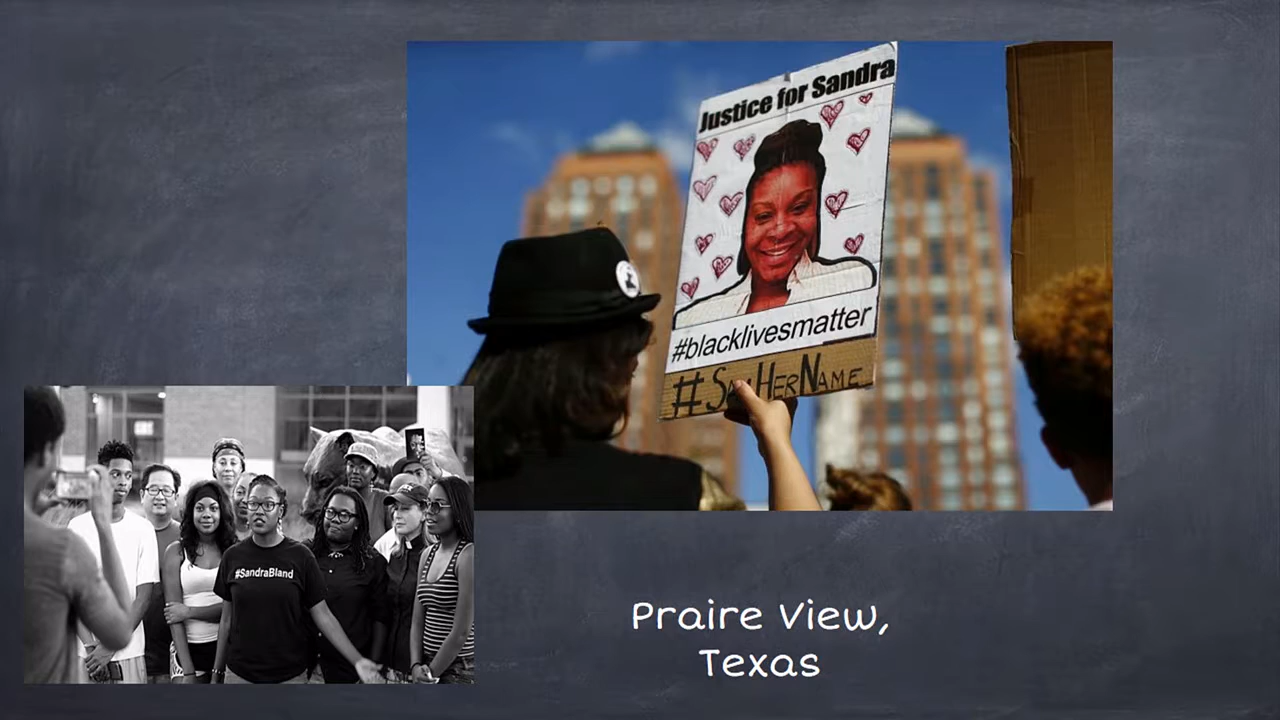 Justice for Sandra
#blacklivesmatter
#SayHerName
#SandraBland
Praire View,
Texas